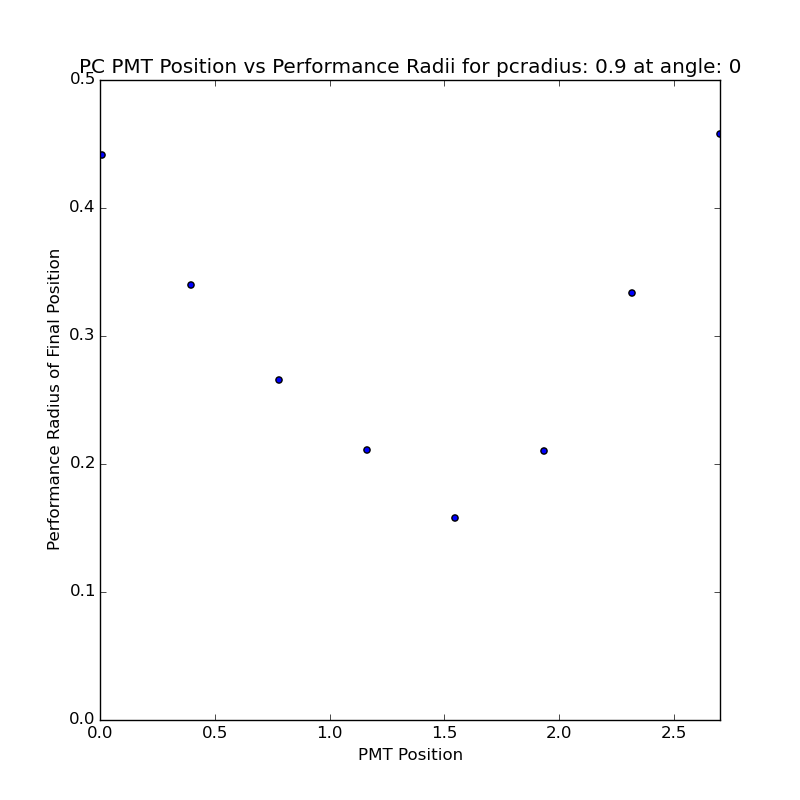 PC PMT Position vs Performance Radii for pcradius: 0.9 at angle: 0
0.5
0.4
0.3
0.2
0.1
0.0
Performance Radius of Final Position
0.0 0.5 1.0 1.5 2.0 2.5
PMT Position